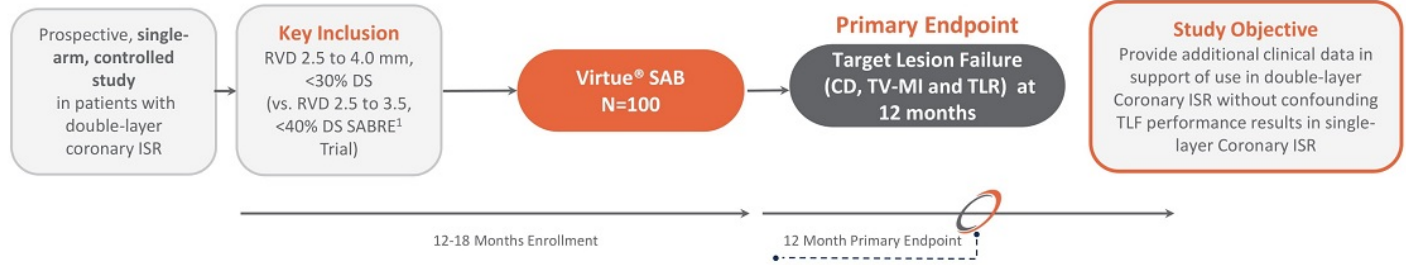 Prospective, single-
arm, controlled
study
in patients with
double-layer
coronary ISR
Key Inclusion
RVD 2.5 to 4.0 mm,
<30% DS
(vs. RVD 2.5 to 3.5,
<40% DS SABRE¹
Trial)
Virtue® SAB
N=100
Primary Endpoint
Target Lesion Failure
(CD, TV-MI and TLR) at
12 months
Study Objective
Provide additional clinical data in
support of use in double-layer
Coronary ISR without confounding
TLF performance results in single-
layer Coronary ISR
12-18 Months Enrollment
12 Month Primary Endpoint